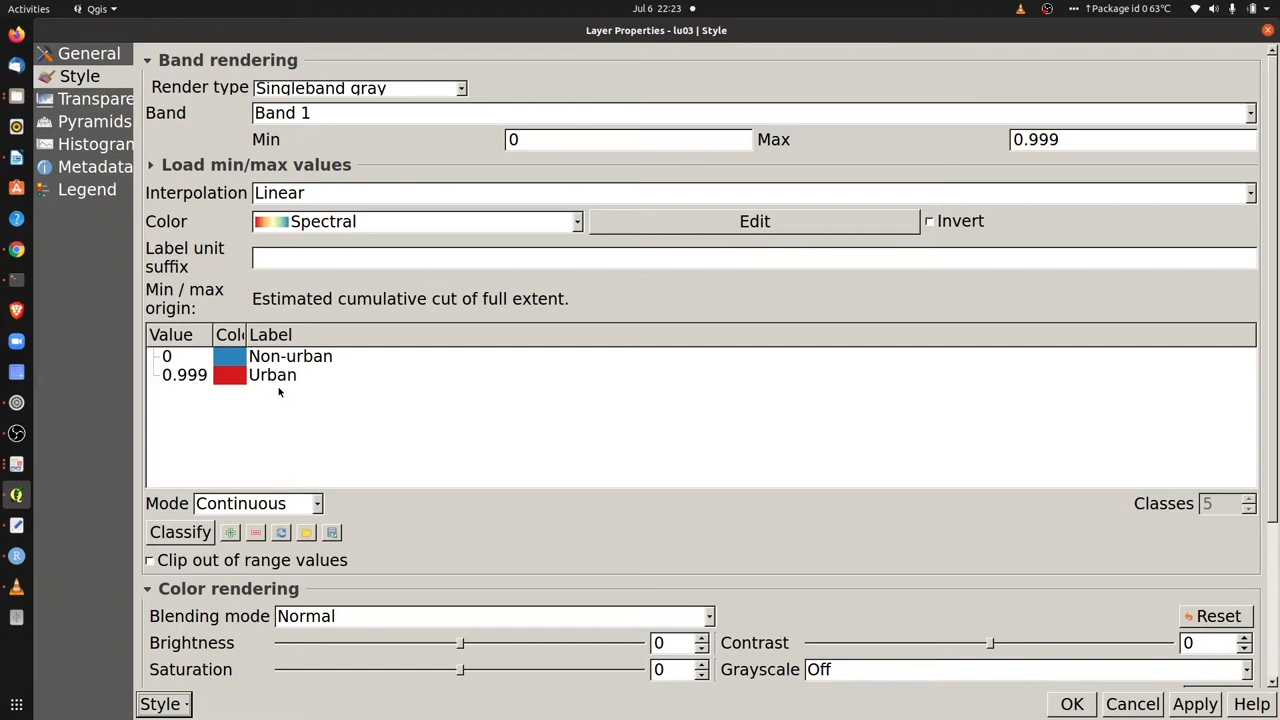 Activities Qgis Jul 6 22:23 Package id 0 63°C
Layer Properties - lu03 | Style
General
Style
Transpare
Pyramids
Histogran
Metadata
Legend
Band rendering
Render type Singleband gray
Band Band 1
Min 0 Max 0.999
Load min/max values
Interpolation Linear
Color Spectral Edit Invert
Label unit
suffix
Min / max
origin: Estimated cumulative cut of full extent.
Value Col Label
0 Non-urban
0.999 Urban
Mode Continuous Classes 5
Classify
Clip out of range values
Color rendering
Blending mode Normal Reset
Brightness 0 Contrast 0
Saturation 0 Grayscale Off
Style OK Cancel Apply Help